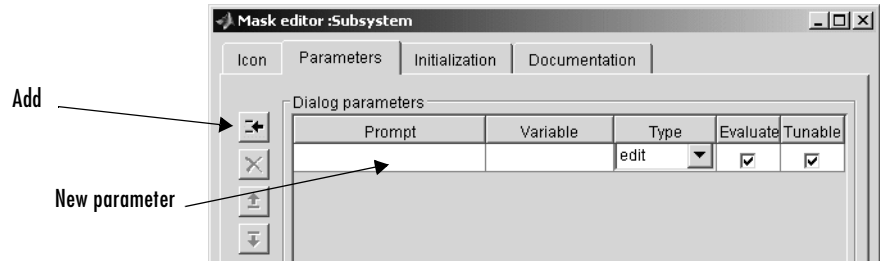 Mask editor :Subsystem
Icon Parameters Initialization Documentation
Add
Dialog parameters
Prompt Variable Type Evaluate Tunable
edit
New parameter